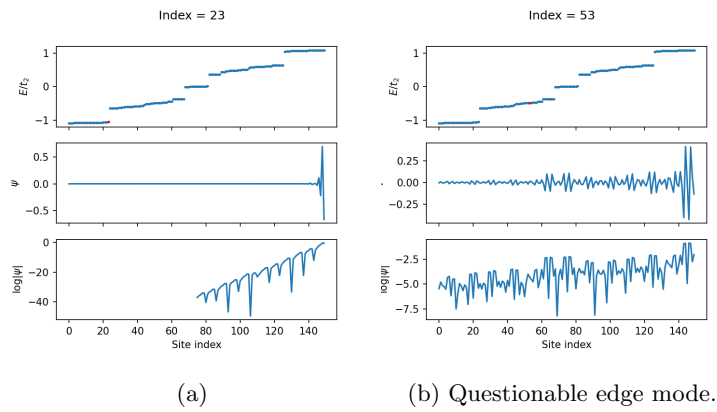 Index = 23
1
0
−1
E/t₂
0.5
0.0
−0.5
ψ
0
−20
−40
log|ψ|
0 20 40 60 80 100 120 140
Site index
(a)
Index = 53
1
0
−1
E/t₂
0.25
0.00
−0.25
−2.5
−5.0
−7.5
log|ψ|
0 20 40 60 80 100 120 140
Site index
(b) Questionable edge mode.